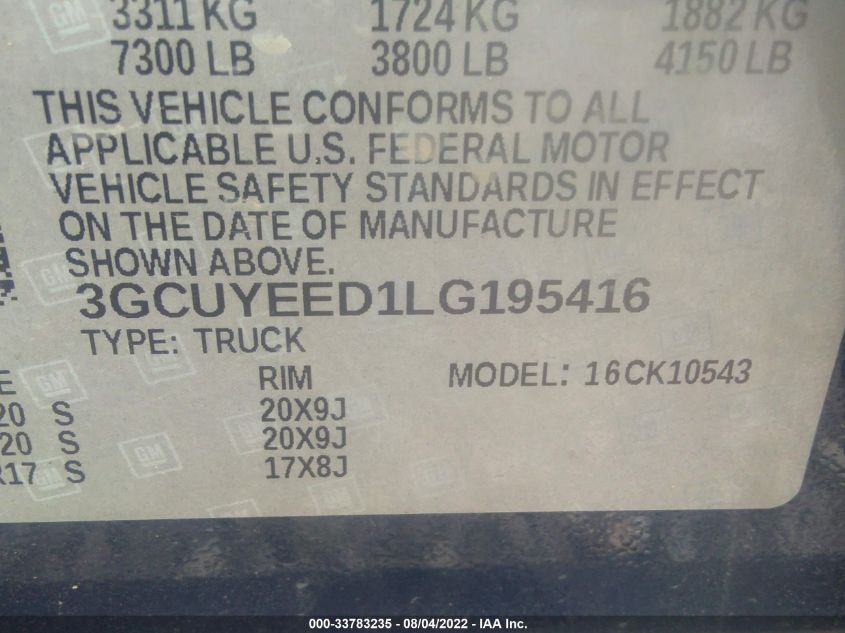 3311 KG 1724 KG 1882 KG
7300 LB 3800 LB 4150 LB
THIS VEHICLE CONFORMS TO ALL
APPLICABLE U.S. FEDERAL MOTOR
VEHICLE SAFETY STANDARDS IN EFFECT
ON THE DATE OF MANUFACTURE
SHOWN ABOVE.
3GCUYEED1LG195416
TYPE: TRUCK
E RIM MODEL: 16CK10543
20 S 20X9J
20 S 20X9J
R17 S 17X8J
GM
000-33783235 - 08/04/2022 - IAA Inc.